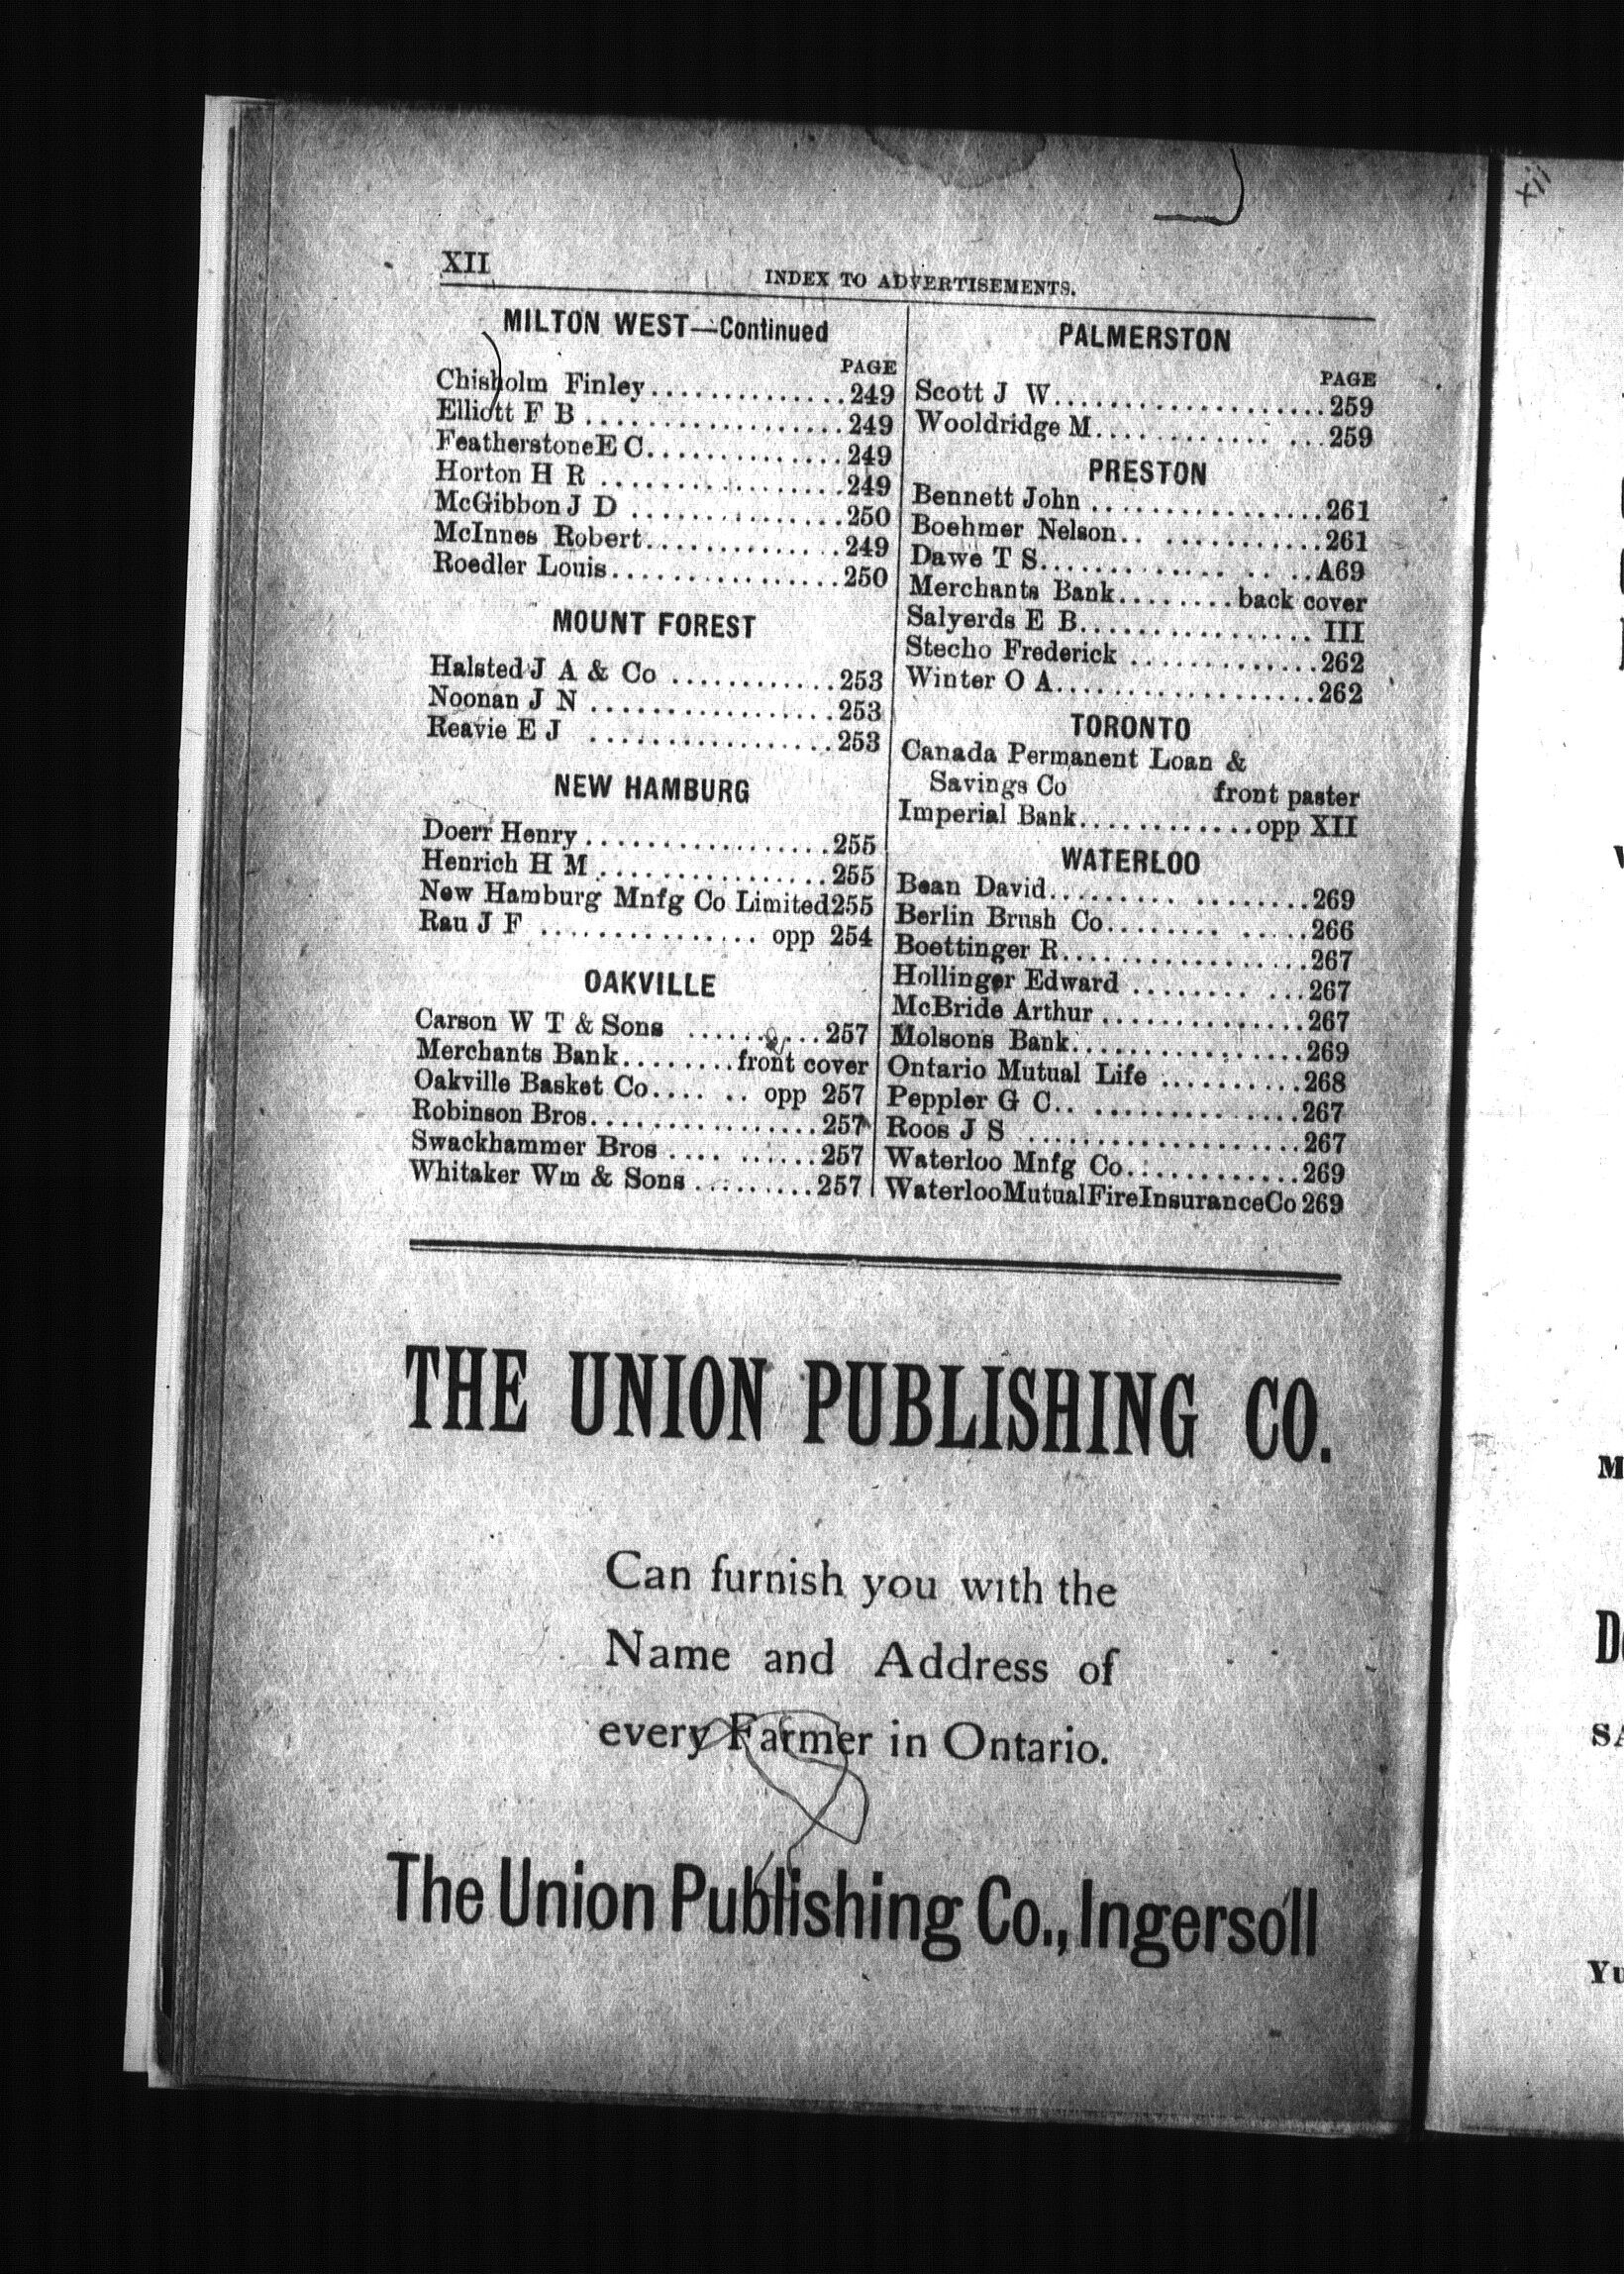 XII
INDEX TO ADVERTISEMENTS.
MILTON WEST—Continued
PAGE
Chisholm Finley..............249
Elliott F B ..................249
FeatherstoneE C..............249
Horton H R ..................249
McGibbon J D ................250
McInnes Robert..............249
Roedler Louis................250
MOUNT FOREST
Halsted J A & Co ............253
Noonan J N ..................253
Reavie E J ................253
NEW HAMBURG
Doerr Henry..................255
Henrich H M ................255
New Hamburg Mnfg Co Limited255
Rau J F ................ opp 254
OAKVILLE
Carson W T & Sons ..........257
Merchants Bank........front cover
Oakville Basket Co.... .. opp 257
Robinson Bros................257
Swackhammer Bros .... ......257
Whitaker Wm & Sons .........257
PALMERSTON
PAGE
Scott J W....................259
Wooldridge M............ ...259
PRESTON
Bennett John ................261
Boehmer Nelson.. ...........261
Dawe T S.............. .. ..A69
Merchants Bank........back cover
Salyerds E B................ III
Stecho Frederick .............262
Winter O A..................262
TORONTO
Canada Permanent Loan &
Savings Co front paster
Imperial Bank............opp XII
WATERLOO
Bean David......... ........269
Berlin Brush Co........ .....266
Boettinger R.................267
Hollinger Edward ........ ...267
McBride Arthur ..............267
Molsons Bank................269
Ontario Mutual Life ..........268
Peppler G C.. ..............267
Roos J S ...................267
Waterloo Mnfg Co............269
WaterlooMutualFireInsuranceCo 269
THE UNION PUBLISHING CO.
Can furnish you with the
Name and Address of
every Farmer in Ontario.
The Union Publishing Co., Ingersoll
xii
M
D
SA
Yu